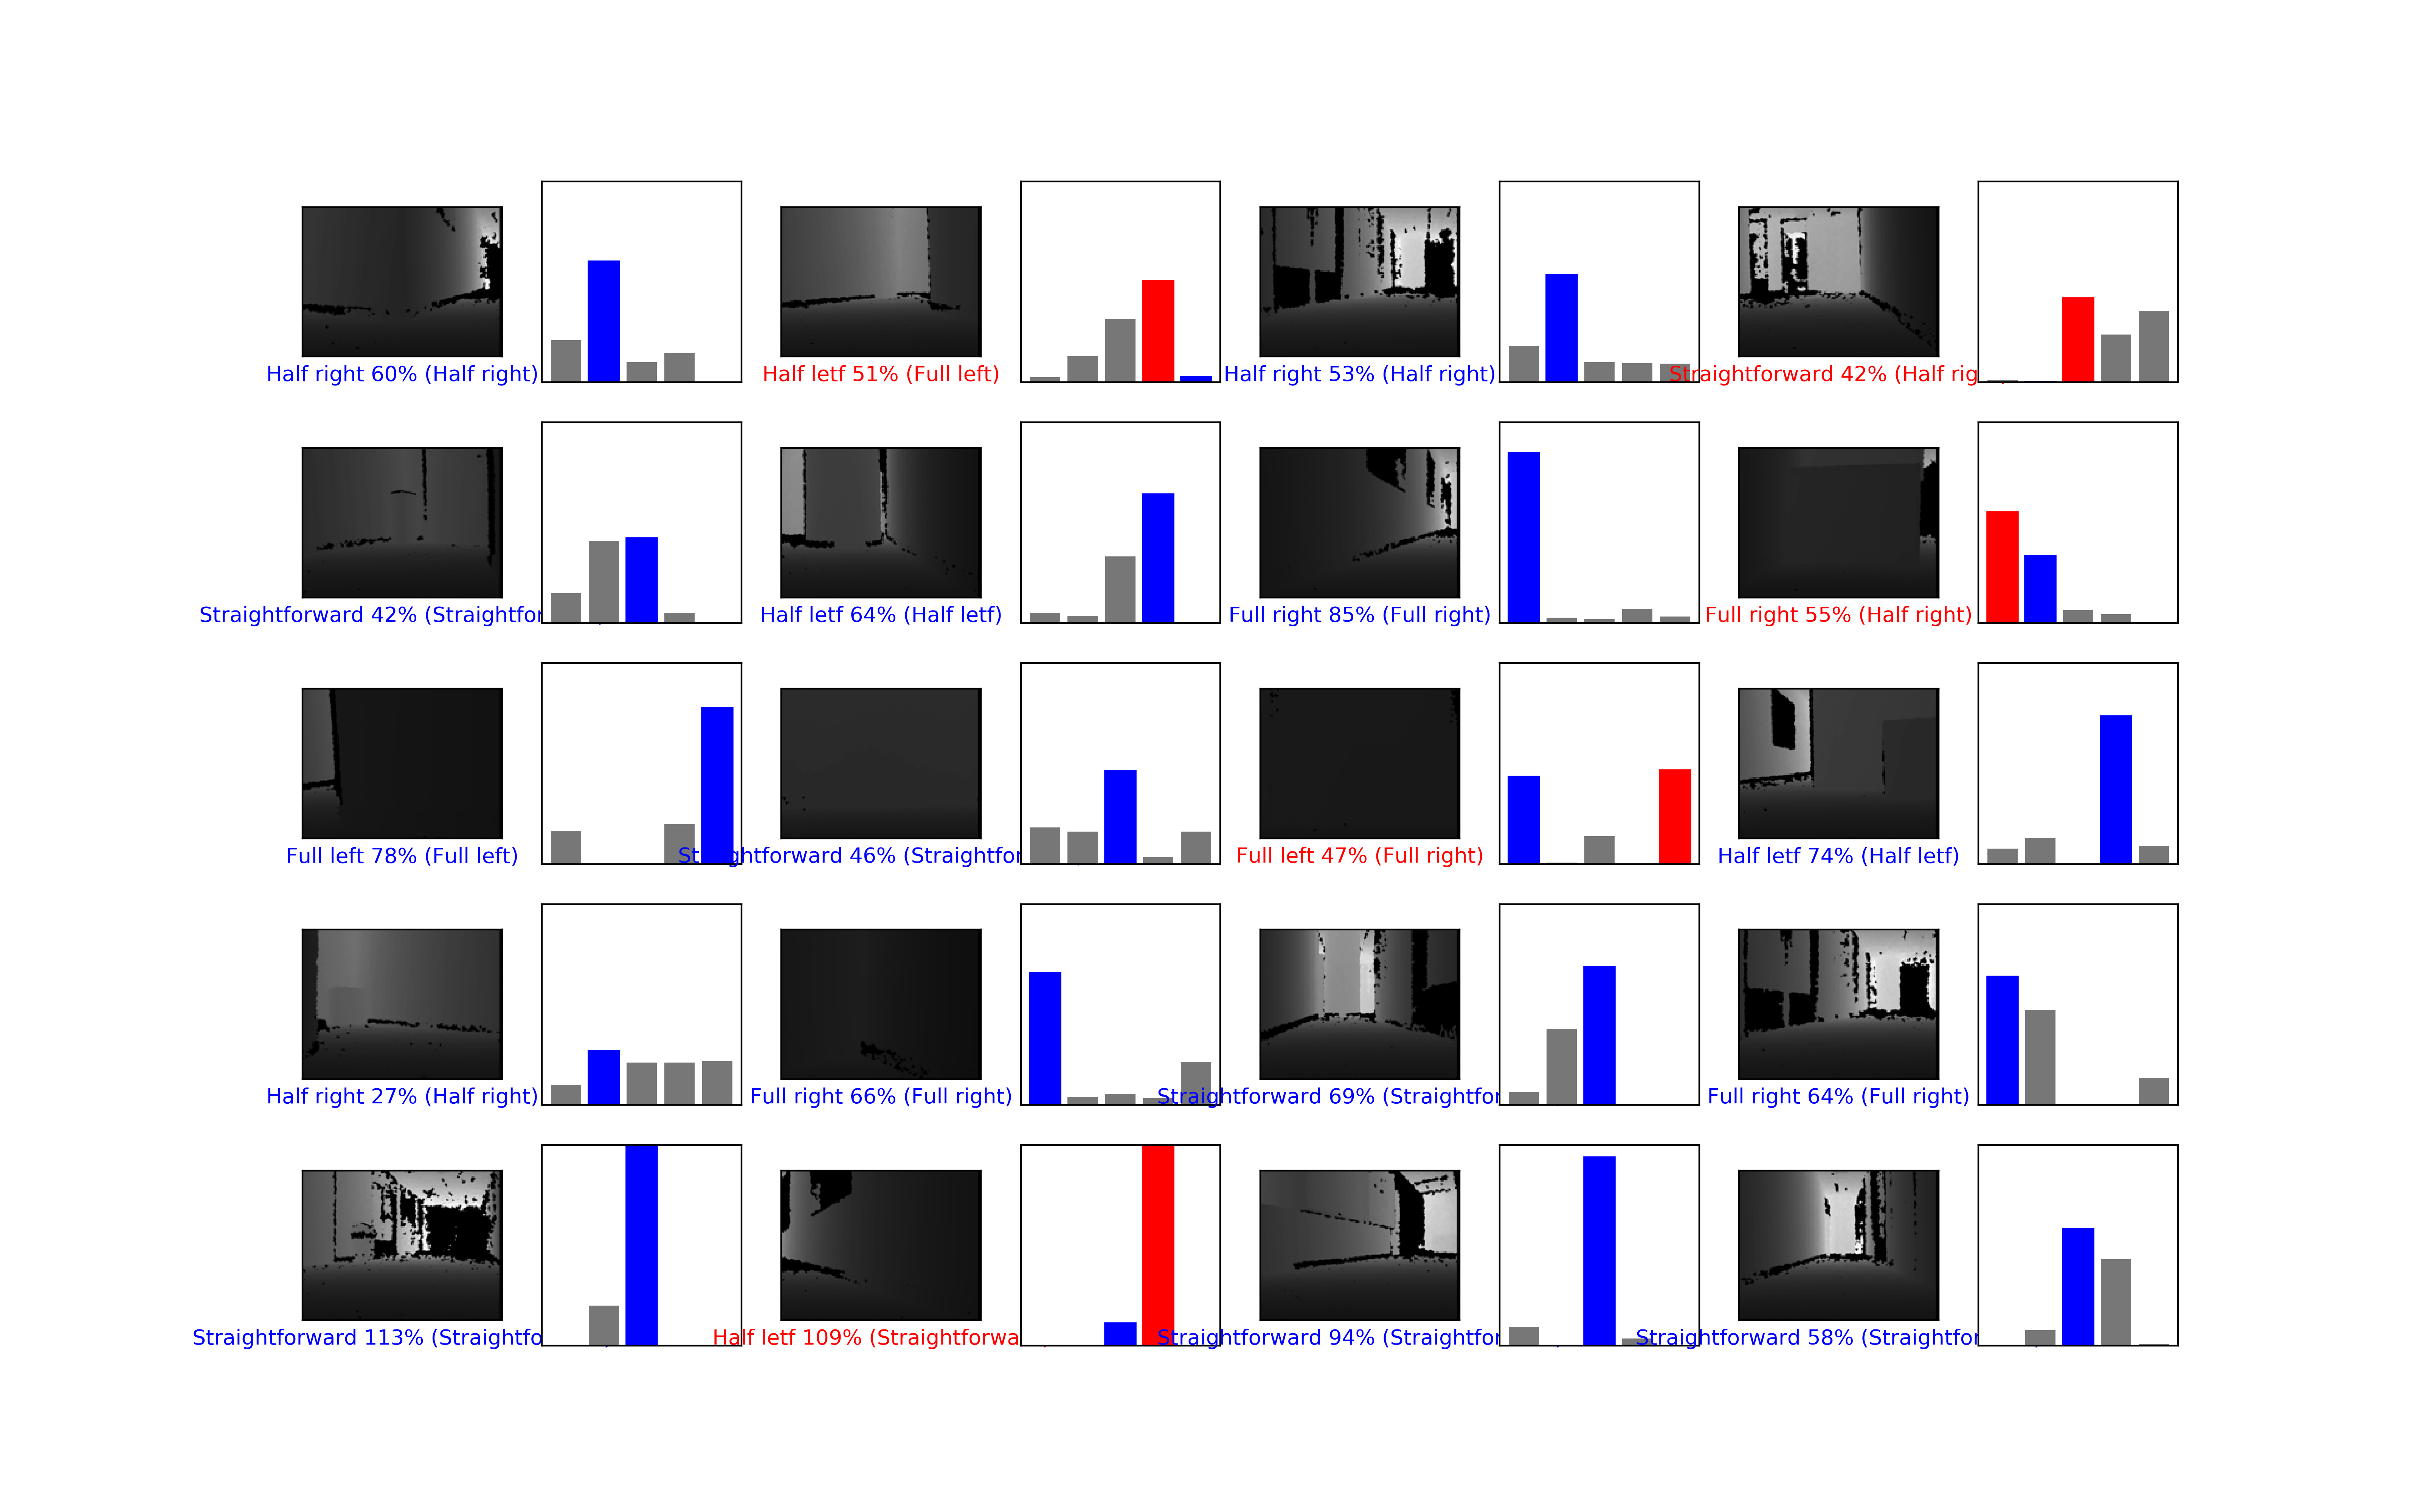 Half right 60% (Half right)
Half letf 51% (Full left)
Half right 53% (Half right)
Straightforward 42% (Half rig
Straightforward 42% (Straightfor
Half letf 64% (Half letf)
Full right 85% (Full right)
Full right 55% (Half right)
Full left 78% (Full left)
Straightforward 46% (Straightfor
Full left 47% (Full right)
Half letf 74% (Half letf)
Half right 27% (Half right)
Full right 66% (Full right)
Straightforward 69% (Straightfor
Full right 64% (Full right)
Straightforward 113% (Straightfo
Half letf 109% (Straightforwa
Straightforward 94% (Straightfor
Straightforward 58% (Straightfor